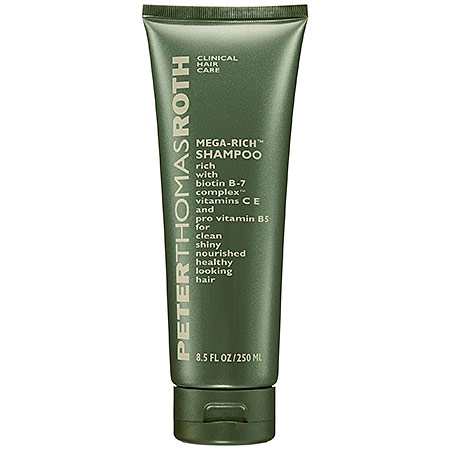 CLINICAL
HAIR
CARE
PETERTHOMASROTH
MEGA-RICH™
SHAMPOO
rich
with
biotin B-7
complex™
vitamins C E
and
pro vitamin B5
for
clean
shiny
nourished
healthy
looking
hair
8.5 FL OZ/250 ML